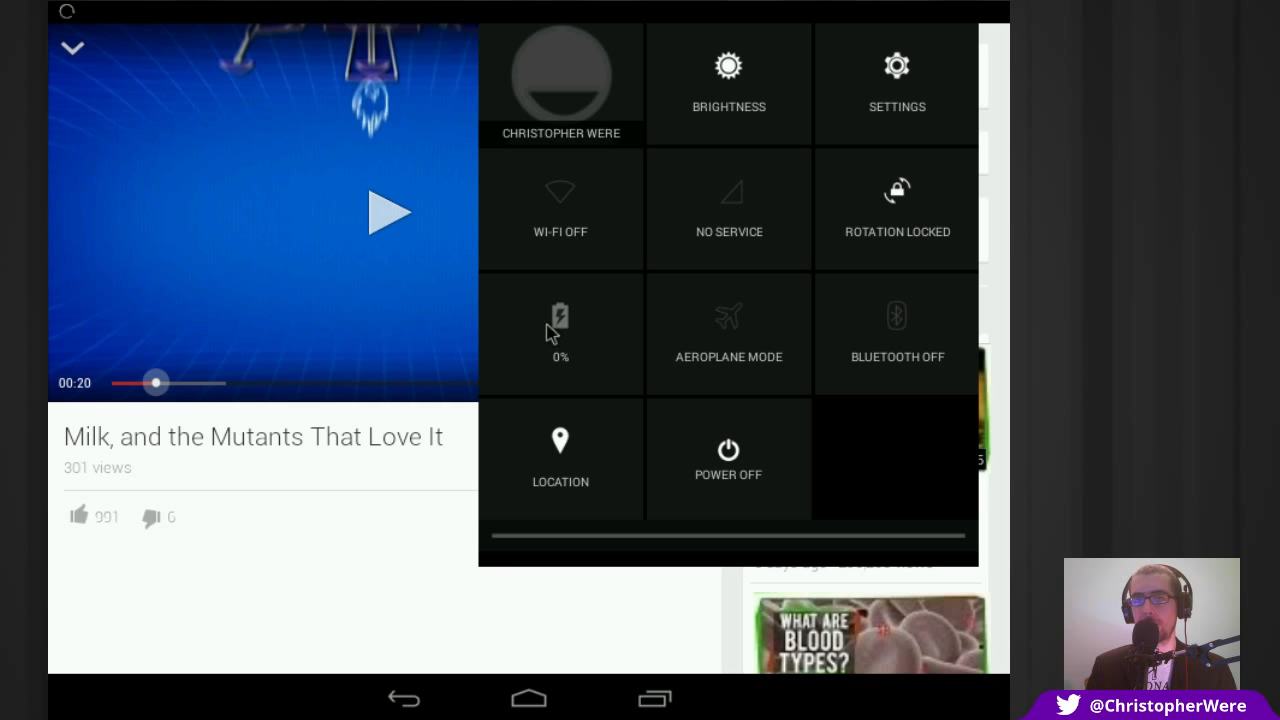 CHRISTOPHER WERE
BRIGHTNESS
SETTINGS
WI-FI OFF
NO SERVICE
ROTATION LOCKED
0%
AEROPLANE MODE
BLUETOOTH OFF
LOCATION
POWER OFF
00:20
Milk, and the Mutants That Love It
301 views
991
6
5
WHAT ARE
BLOOD
TYPES?
@ChristopherWere